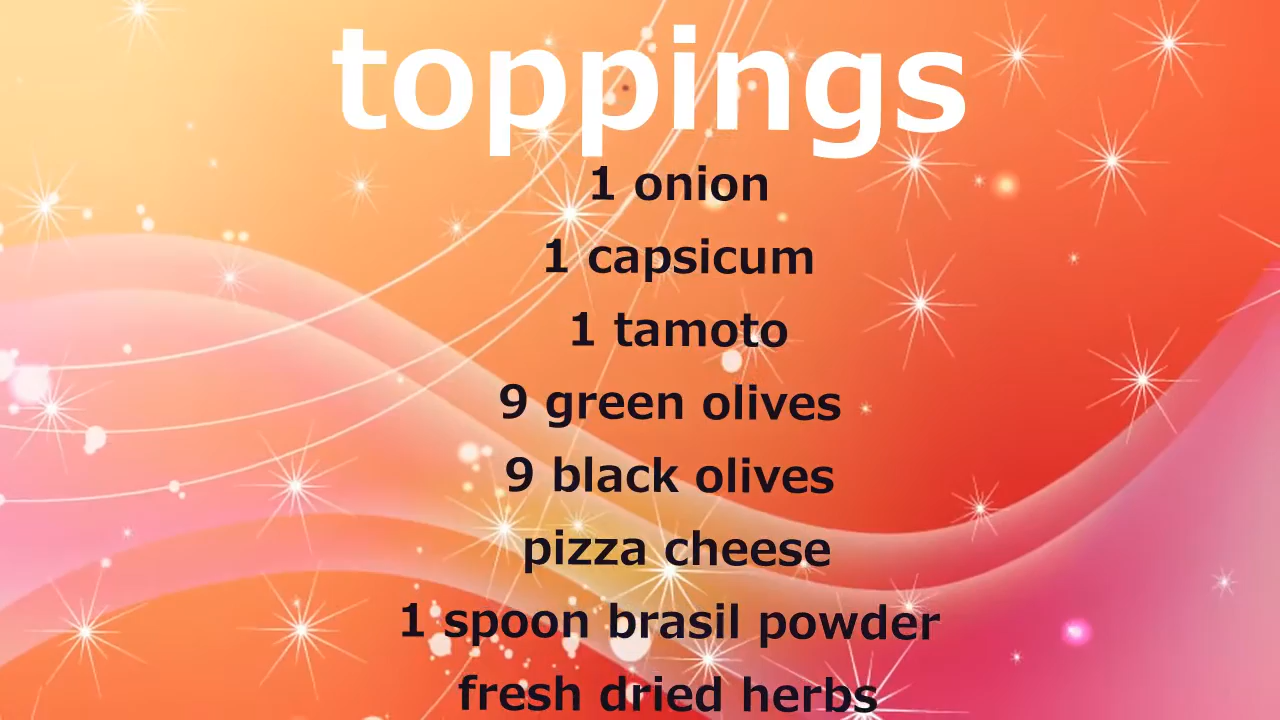 toppings
1 onion
1 capsicum
1 tamoto
9 green olives
9 black olives
pizza cheese
1 spoon brasil powder
fresh dried herbs